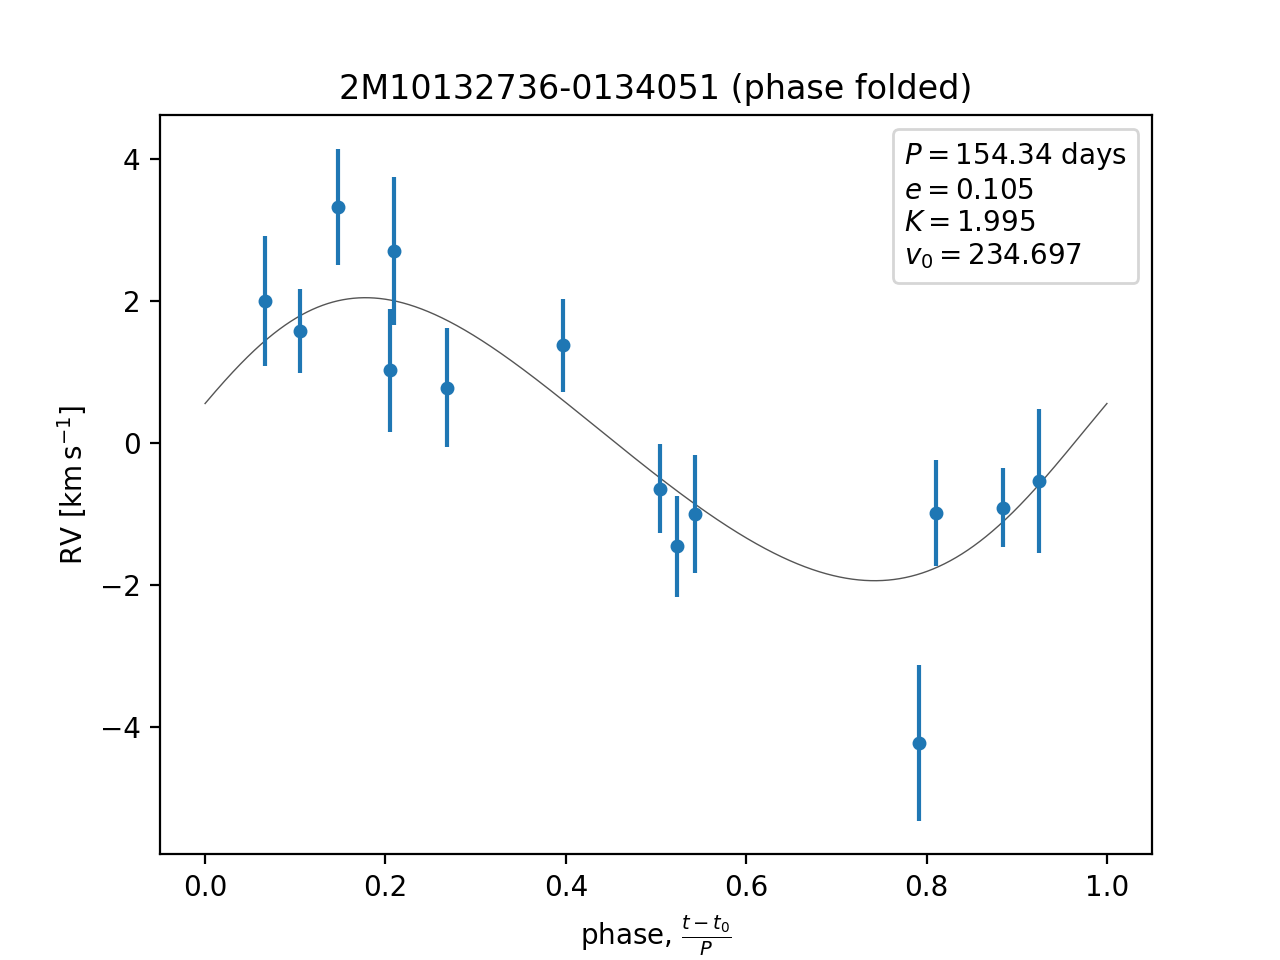 2M10132736-0134051 (phase folded)
P = 154.34 days
e = 0.105
K = 1.995
v₀ = 234.697
RV [km s⁻¹]
4
2
0
−2
−4
0.0 0.2 0.4 0.6 0.8 1.0
phase, (t − t₀)/P